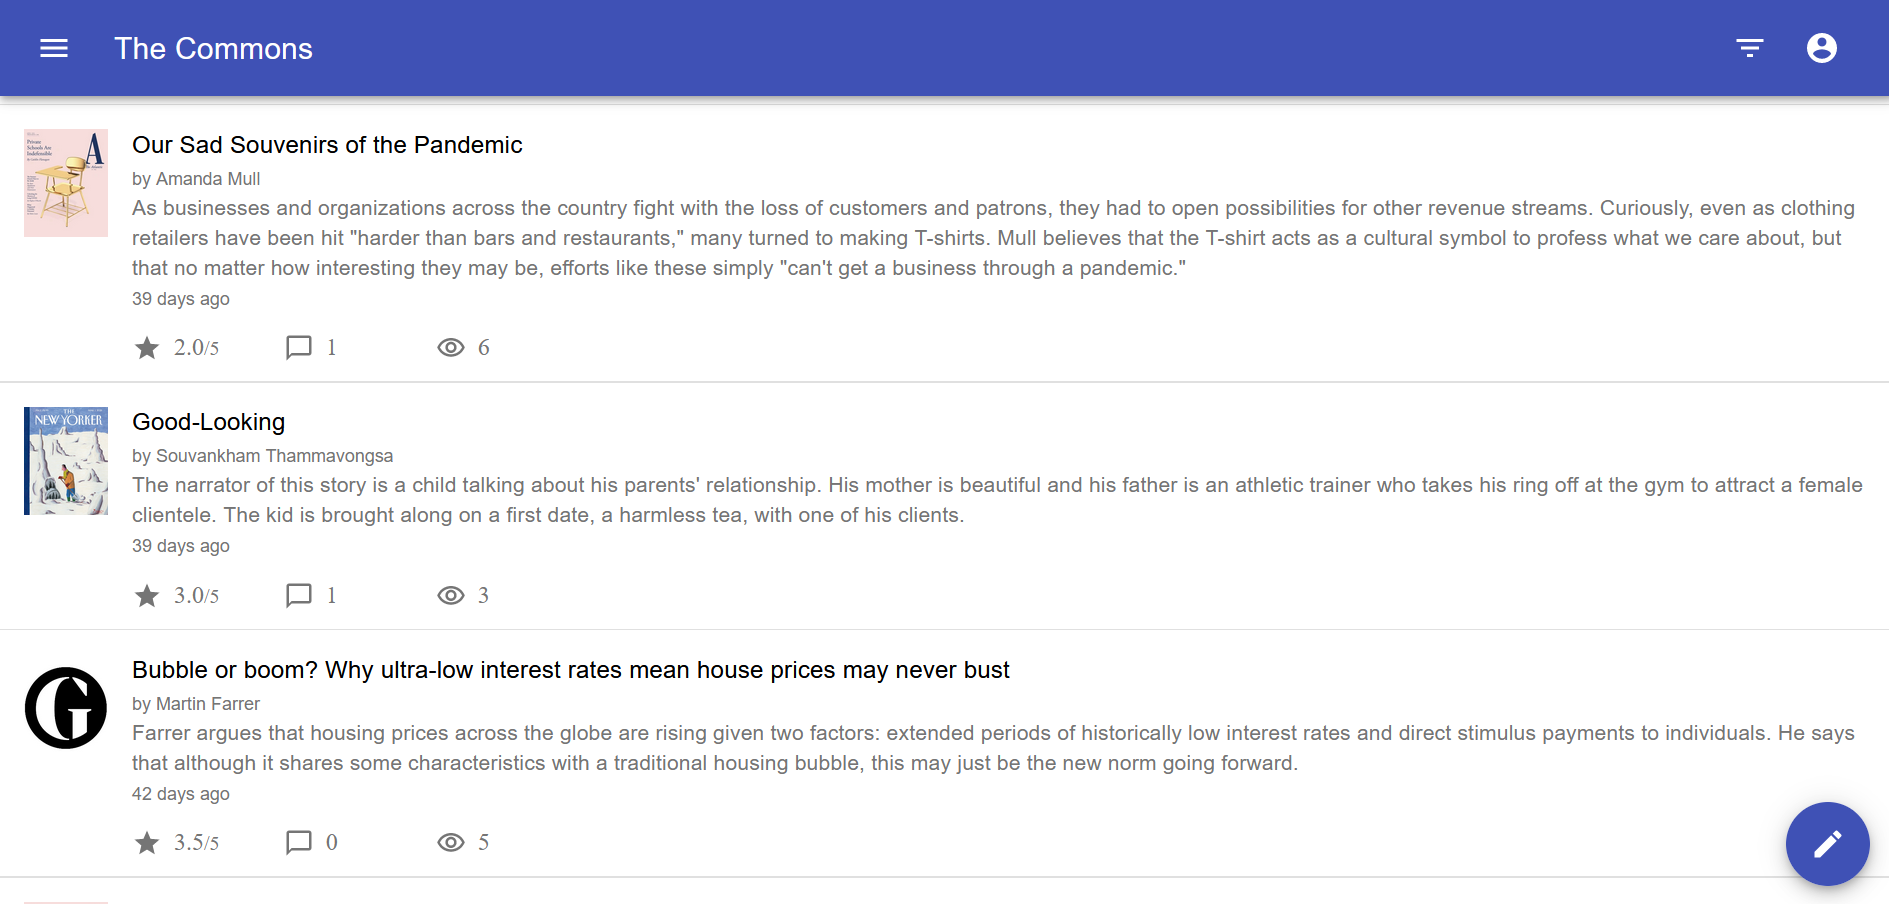 The Commons
Private
Schools Are
Indefensible
A
Our Sad Souvenirs of the Pandemic
by Amanda Mull
As businesses and organizations across the country fight with the loss of customers and patrons, they had to open possibilities for other revenue streams. Curiously, even as clothing
retailers have been hit "harder than bars and restaurants," many turned to making T-shirts. Mull believes that the T-shirt acts as a cultural symbol to profess what we care about, but
that no matter how interesting they may be, efforts like these simply "can't get a business through a pandemic."
39 days ago
2.0/5 1 6
THE
NEW YORKER
Good-Looking
by Souvankham Thammavongsa
The narrator of this story is a child talking about his parents' relationship. His mother is beautiful and his father is an athletic trainer who takes his ring off at the gym to attract a female
clientele. The kid is brought along on a first date, a harmless tea, with one of his clients.
39 days ago
3.0/5 1 3
G
Bubble or boom? Why ultra-low interest rates mean house prices may never bust
by Martin Farrer
Farrer argues that housing prices across the globe are rising given two factors: extended periods of historically low interest rates and direct stimulus payments to individuals. He says
that although it shares some characteristics with a traditional housing bubble, this may just be the new norm going forward.
42 days ago
3.5/5 0 5